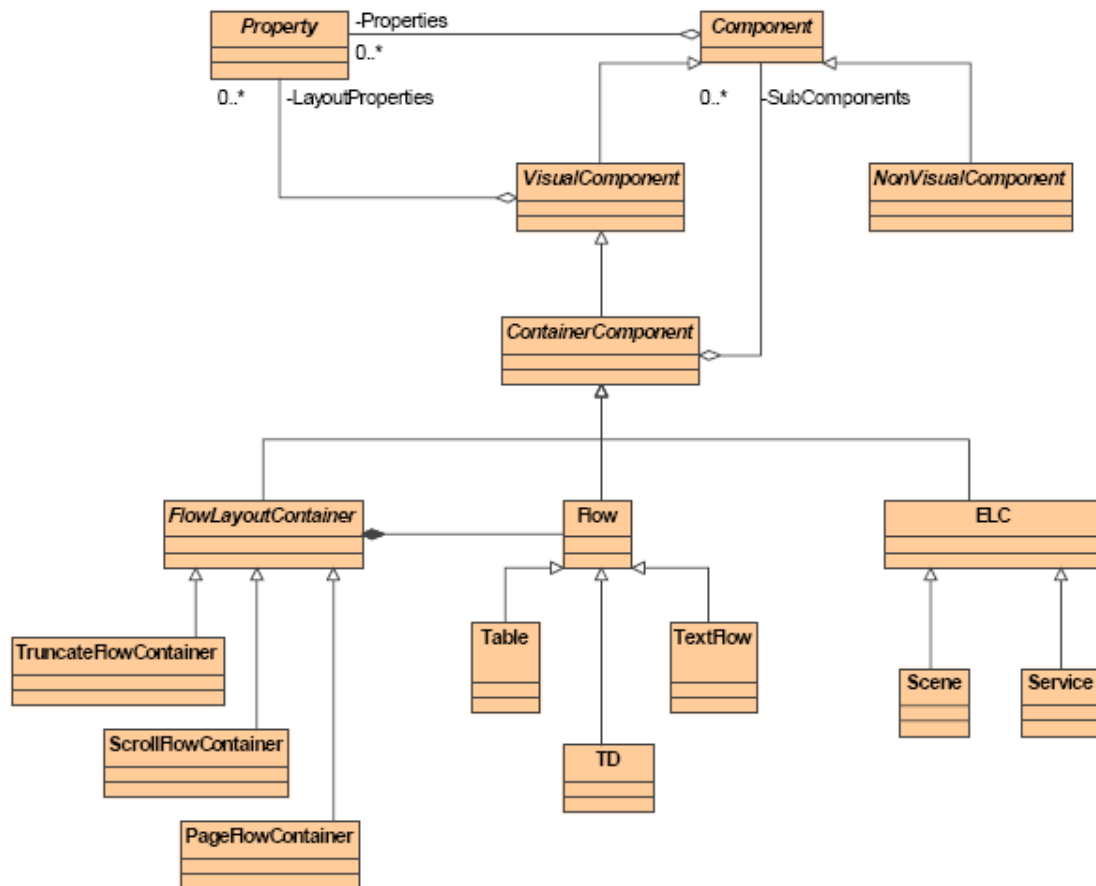 Property
-Properties
Component
0..*
0..*
-LayoutProperties
0..*
-SubComponents
VisualComponent
NonVisualComponent
ContainerComponent
FlowLayoutContainer
Flow
ELC
TruncateFlowContainer
Table
TextFlow
Scene
Service
ScrollFlowContainer
TD
PageFlowContainer